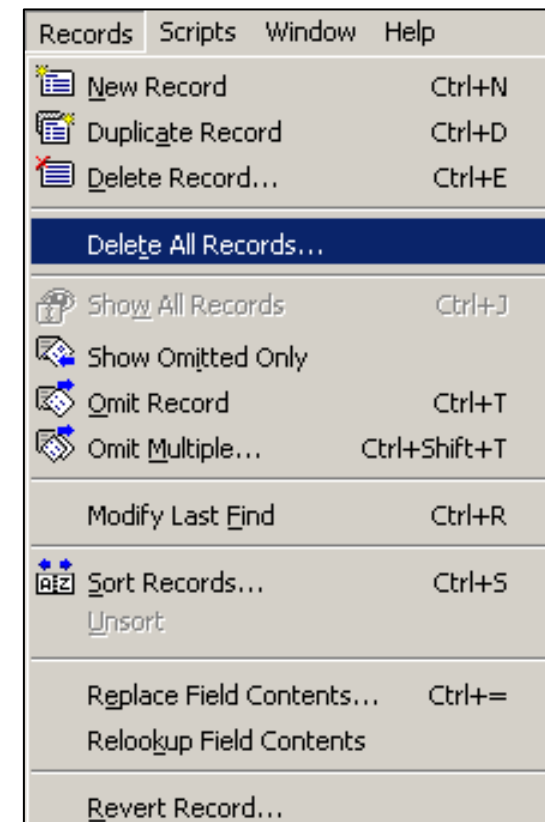 Records Scripts Window Help
New Record Ctrl+N
Duplicate Record Ctrl+D
Delete Record... Ctrl+E
Delete All Records...
Show All Records Ctrl+J
Show Omitted Only
Omit Record Ctrl+T
Omit Multiple... Ctrl+Shift+T
Modify Last Find Ctrl+R
Sort Records... Ctrl+S
Unsort
Replace Field Contents... Ctrl+=
Relookup Field Contents
Revert Record...